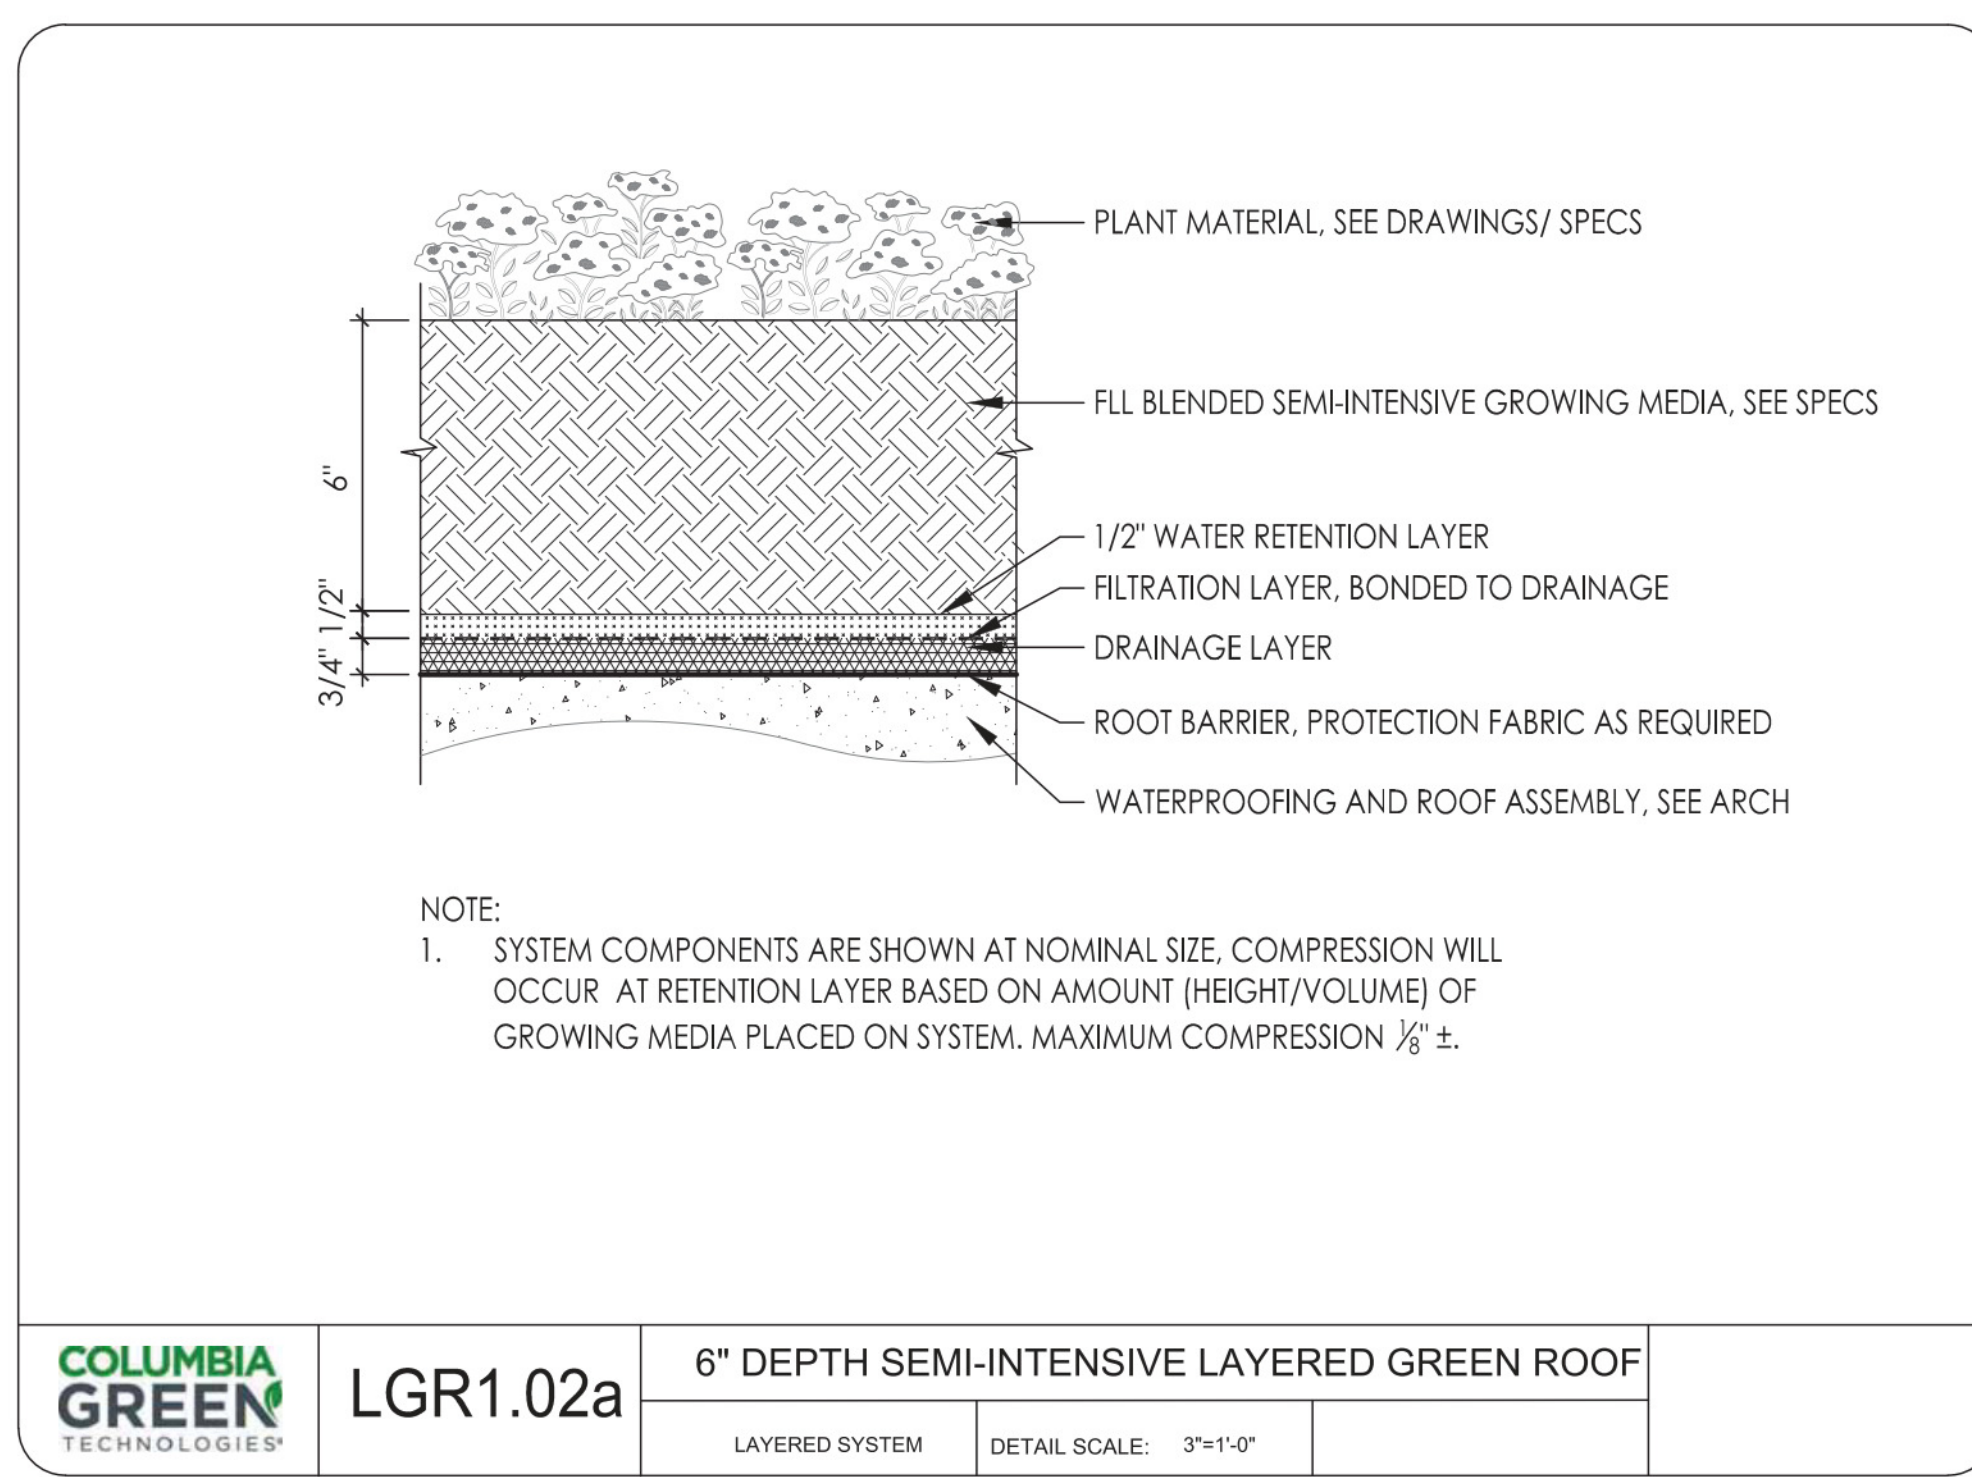 PLANT MATERIAL, SEE DRAWINGS/ SPECS
FLL BLENDED SEMI-INTENSIVE GROWING MEDIA, SEE SPECS
6"
1/2" WATER RETENTION LAYER
FILTRATION LAYER, BONDED TO DRAINAGE
1/2"
DRAINAGE LAYER
3/4"
ROOT BARRIER, PROTECTION FABRIC AS REQUIRED
WATERPROOFING AND ROOF ASSEMBLY, SEE ARCH
NOTE:
1. SYSTEM COMPONENTS ARE SHOWN AT NOMINAL SIZE, COMPRESSION WILL
OCCUR AT RETENTION LAYER BASED ON AMOUNT (HEIGHT/VOLUME) OF
GROWING MEDIA PLACED ON SYSTEM. MAXIMUM COMPRESSION ⅛" ±.
COLUMBIA
GREEN
TECHNOLOGIES®
LGR1.02a
6" DEPTH SEMI-INTENSIVE LAYERED GREEN ROOF
LAYERED SYSTEM
DETAIL SCALE: 3"=1'-0"